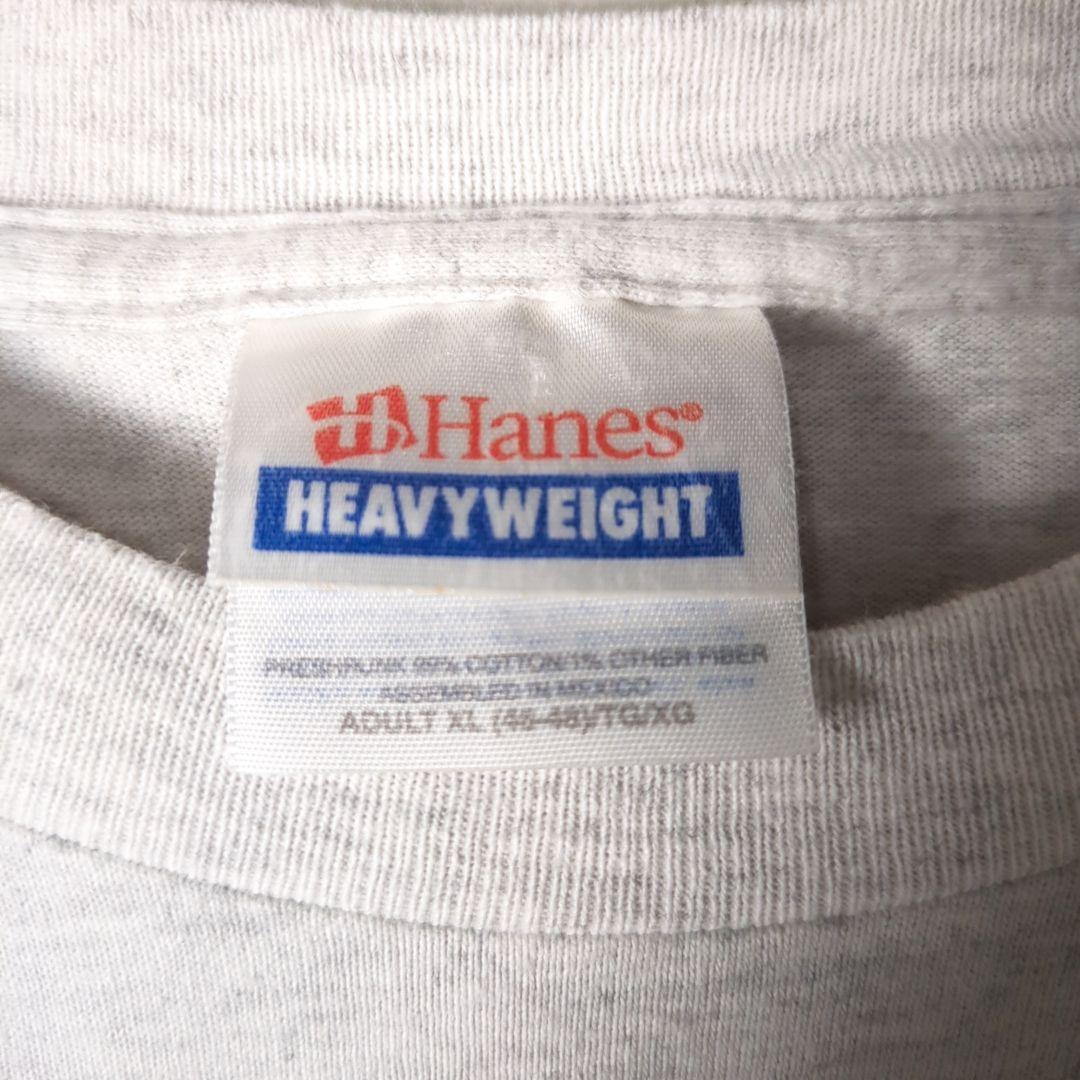 Hanes®
HEAVYWEIGHT
PRESHRUNK 99% COTTON/1% OTHER FIBER
ASSEMBLED IN MEXICO
ADULT XL (46-48)/TG/XG